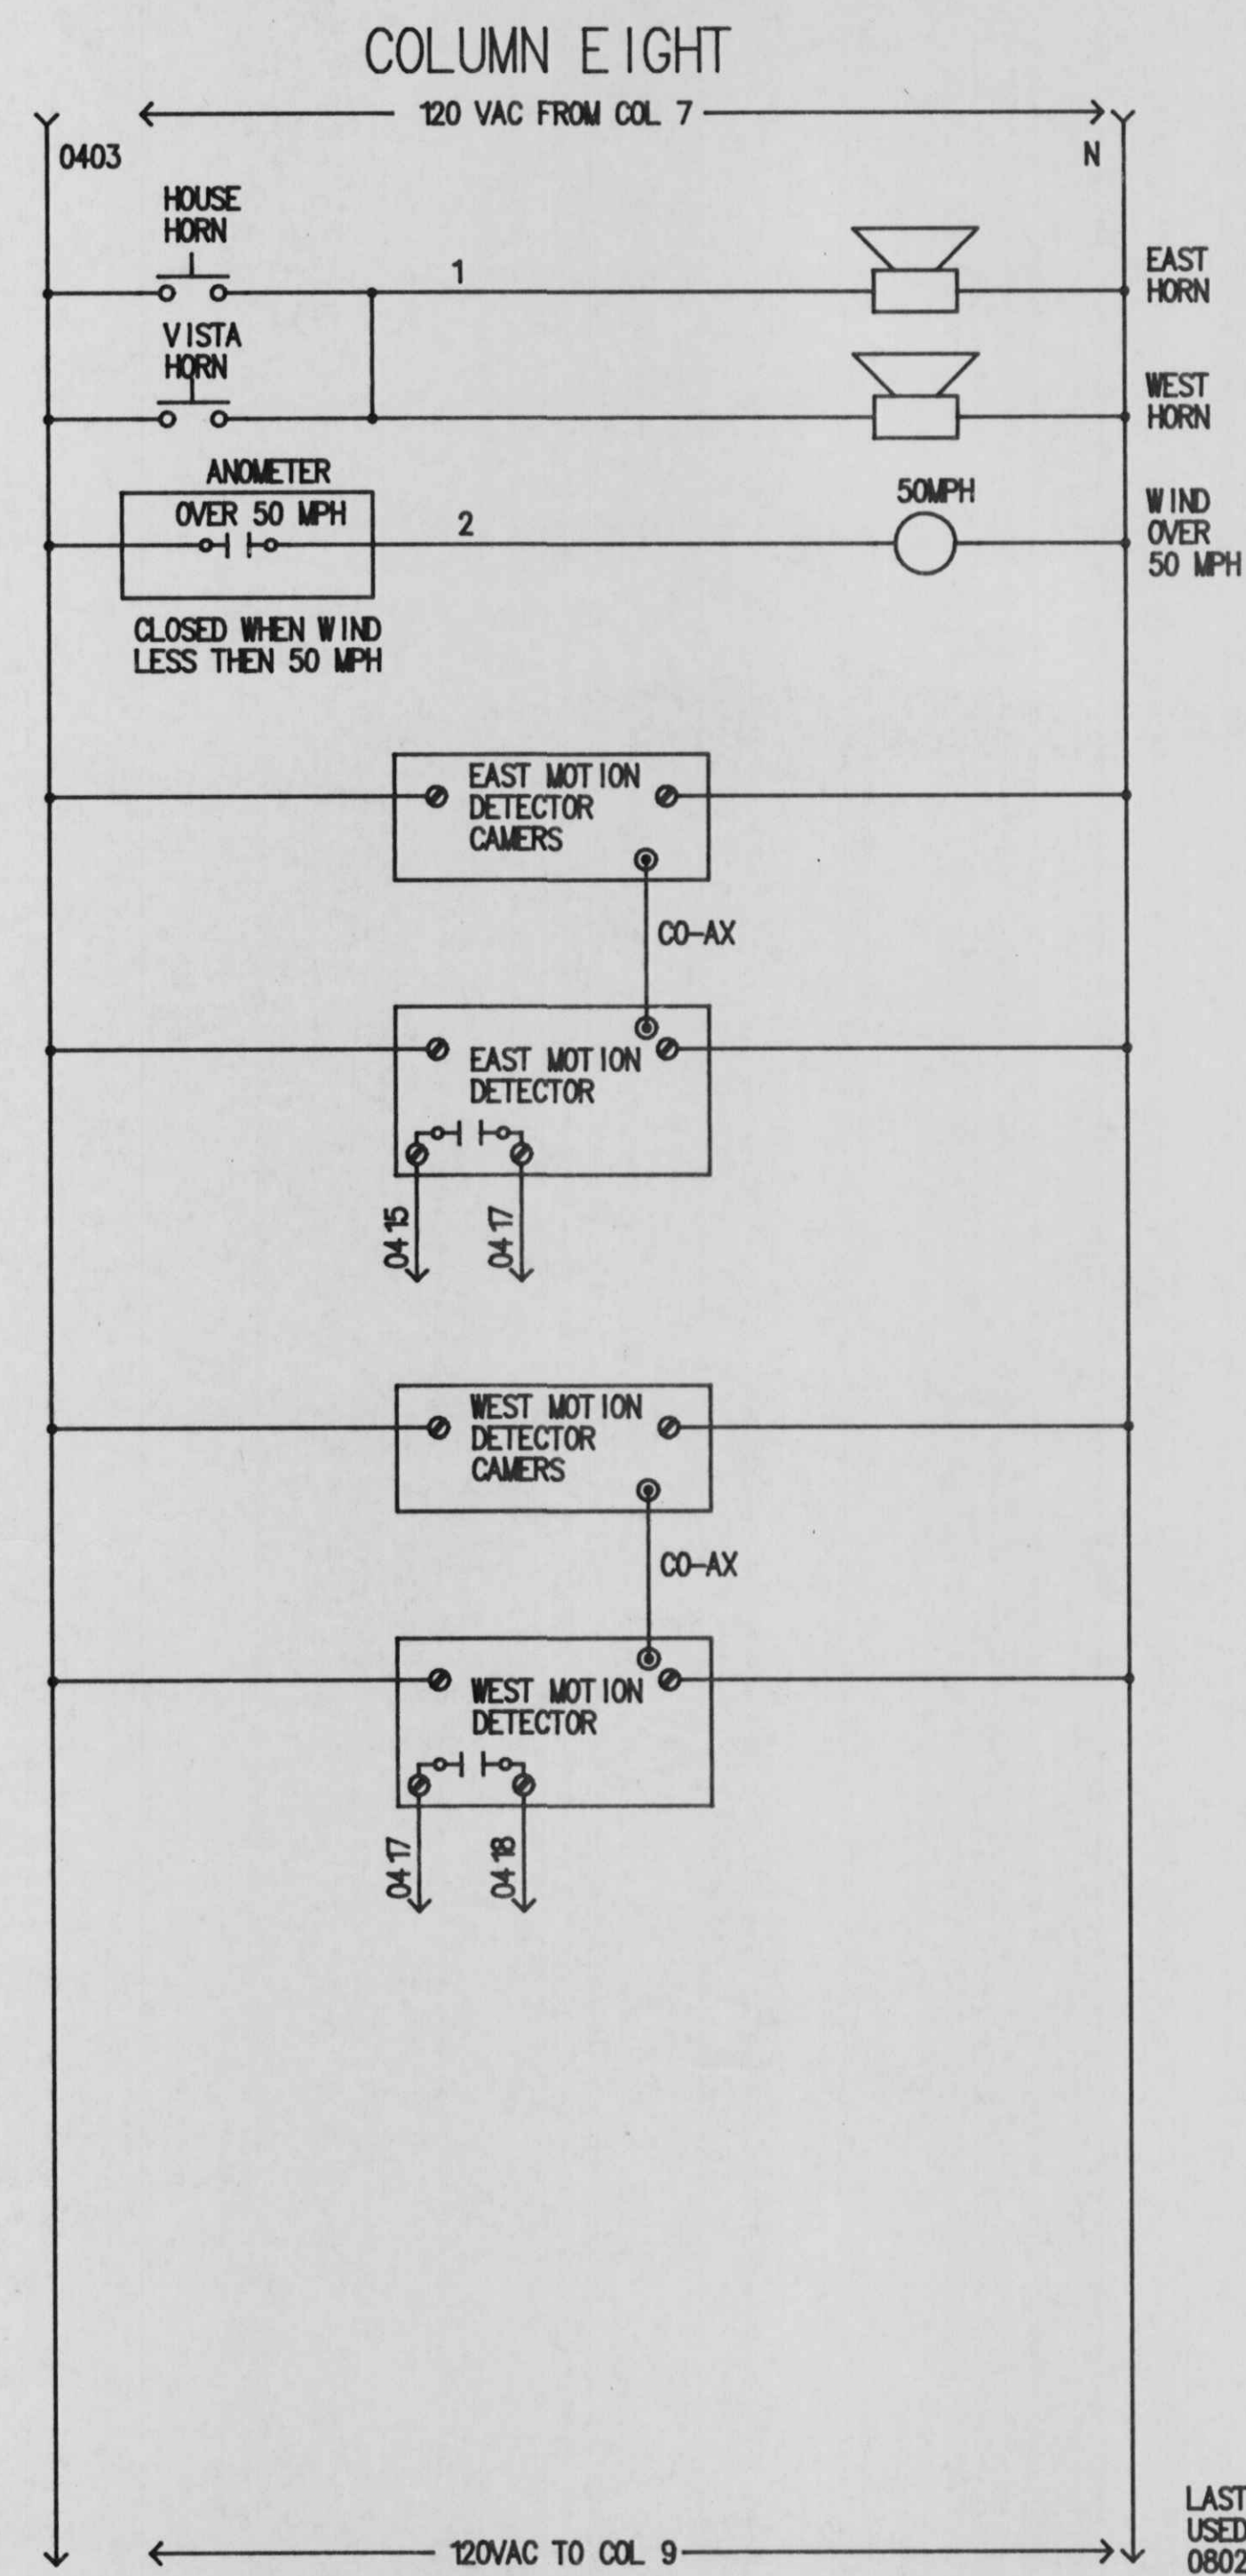 COLUMN EIGHT
120 VAC FROM COL 7
0403
N
HOUSE
HORN
1
EAST
HORN
VISTA
HORN
WEST
HORN
ANOMETER
OVER 50 MPH
2
50MPH
WIND
OVER
50 MPH
CLOSED WHEN WIND
LESS THEN 50 MPH
EAST MOTION
DETECTOR
CAMERS
CO-AX
EAST MOTION
DETECTOR
0415
0417
WEST MOTION
DETECTOR
CAMERS
CO-AX
WEST MOTION
DETECTOR
0417
0418
120VAC TO COL 9
LAST
USED
0802